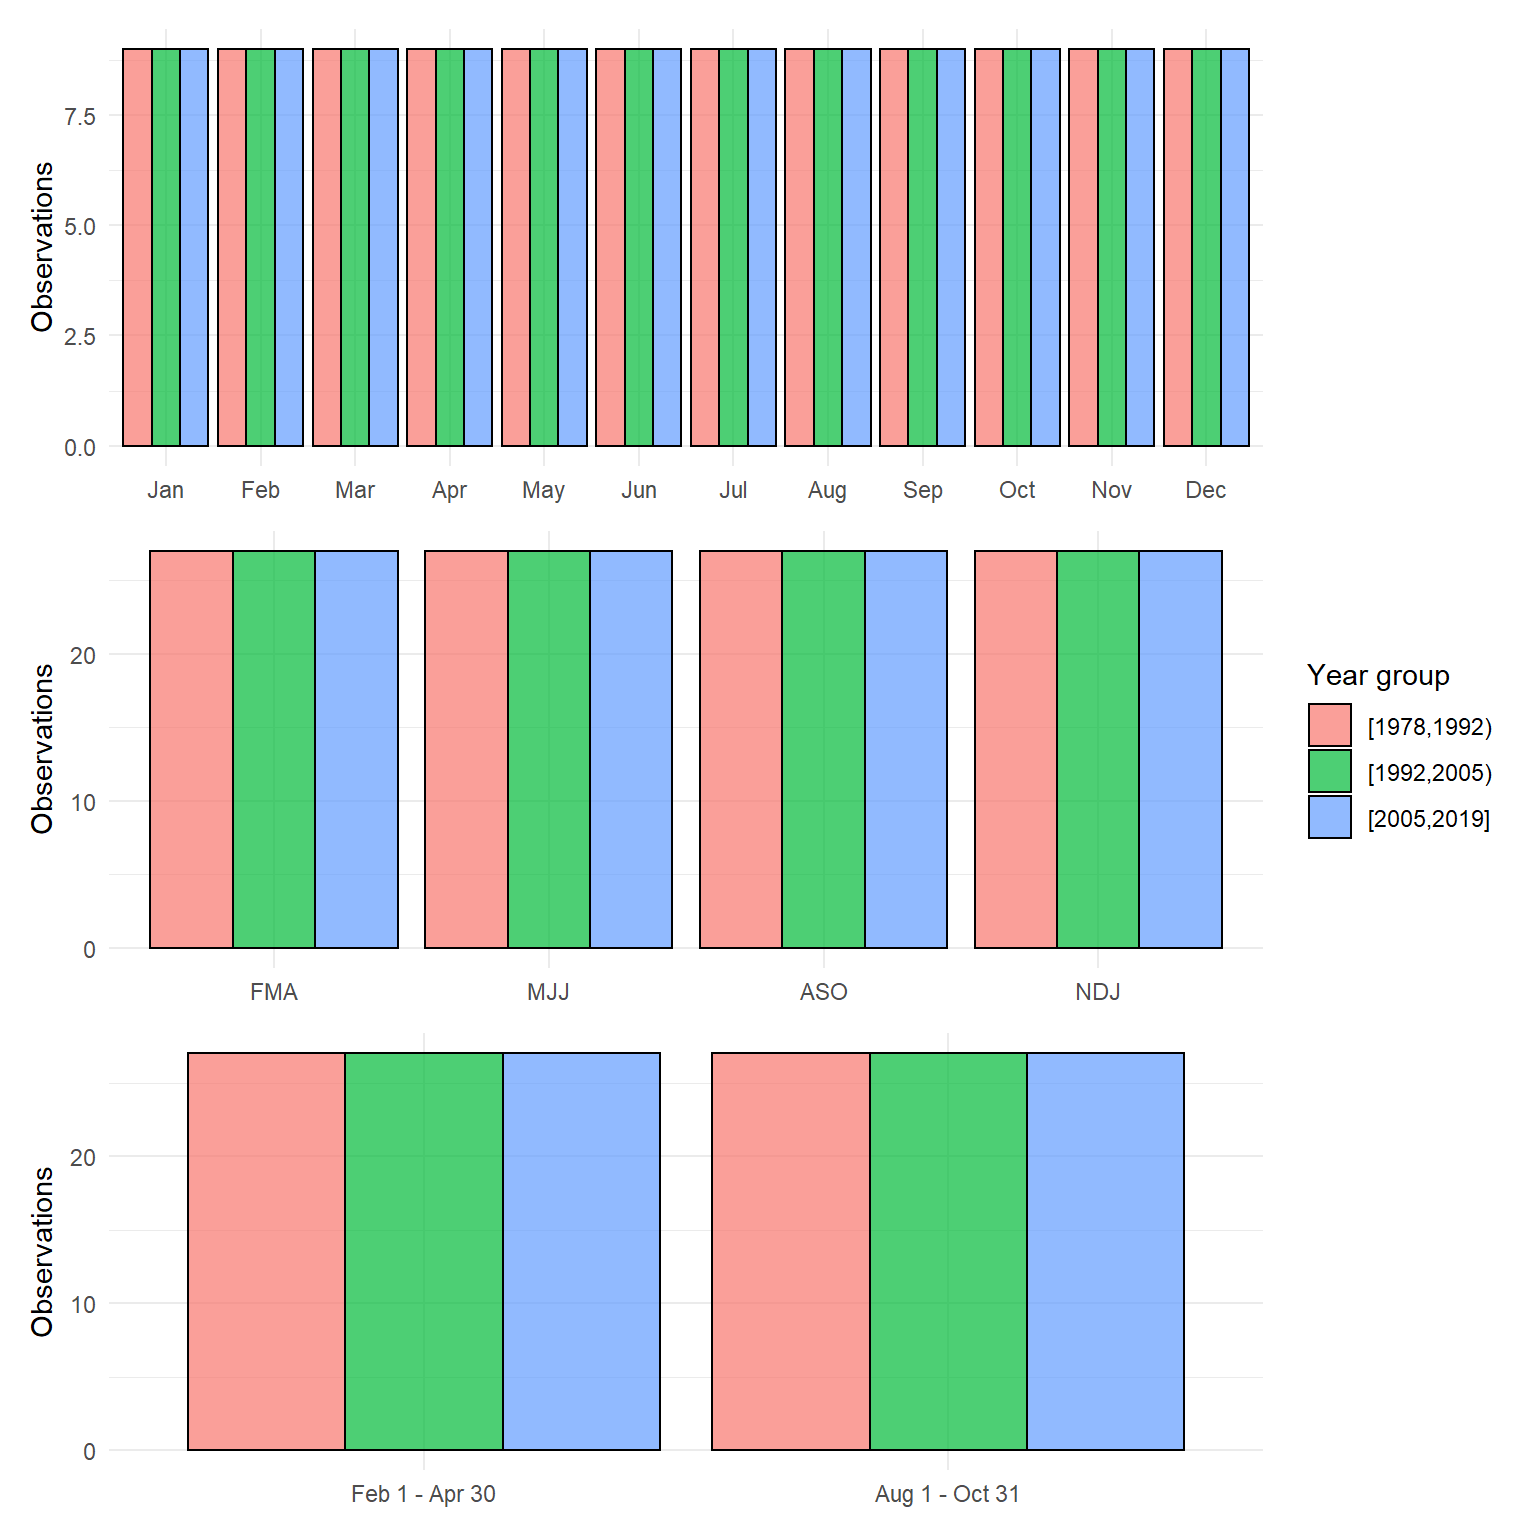 Observations
7.5
5.0
2.5
0.0
Jan Feb Mar Apr May Jun Jul Aug Sep Oct Nov Dec
Observations
20
10
0
FMA MJJ ASO NDJ
Observations
20
10
0
Feb 1 - Apr 30 Aug 1 - Oct 31
Year group
[1978,1992)
[1992,2005)
[2005,2019]